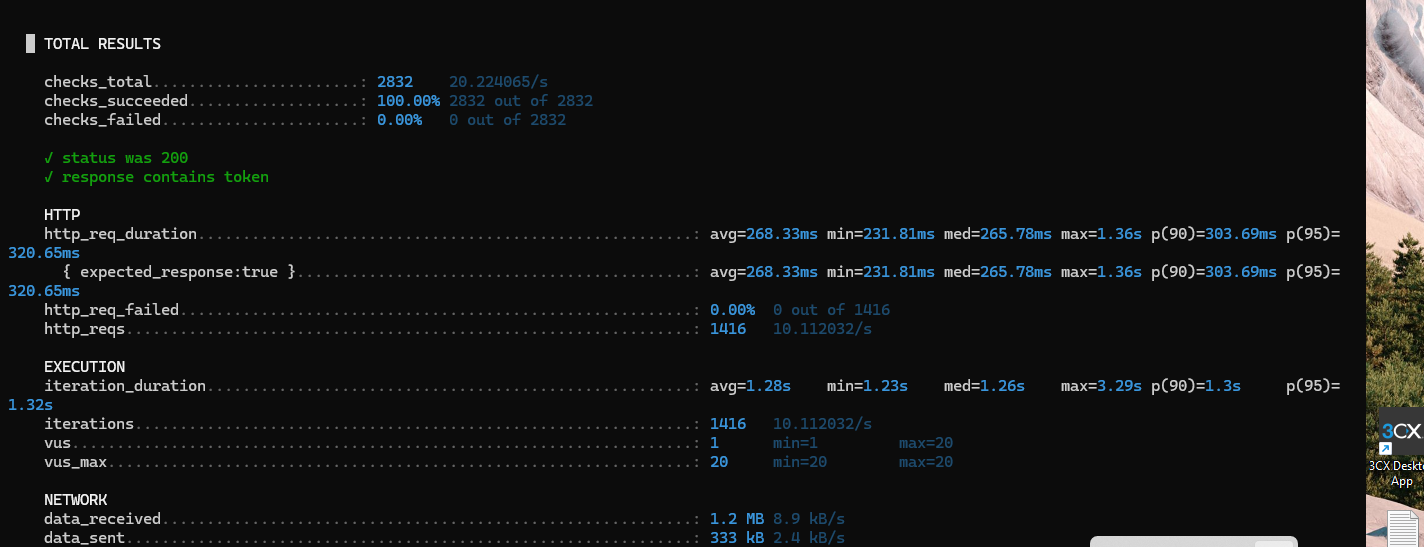 TOTAL RESULTS
checks_total.......................: 2832 20.224065/s
checks_succeeded...................: 100.00% 2832 out of 2832
checks_failed......................: 0.00% 0 out of 2832
✓ status was 200
✓ response contains token
HTTP
http_req_duration.......................................................: avg=268.33ms min=231.81ms med=265.78ms max=1.36s p(90)=303.69ms p(95)=
320.65ms
{ expected_response:true }............................................: avg=268.33ms min=231.81ms med=265.78ms max=1.36s p(90)=303.69ms p(95)=
320.65ms
http_req_failed.........................................................: 0.00% 0 out of 1416
http_reqs...............................................................: 1416 10.112032/s
EXECUTION
iteration_duration......................................................: avg=1.28s min=1.23s med=1.26s max=3.29s p(90)=1.3s p(95)=
1.32s
iterations..............................................................: 1416 10.112032/s
vus.....................................................................: 1 min=1 max=20
vus_max.................................................................: 20 min=20 max=20
NETWORK
data_received...........................................................: 1.2 MB 8.9 kB/s
data_sent...............................................................: 333 kB 2.4 kB/s
3CX
3CX Deskt
App